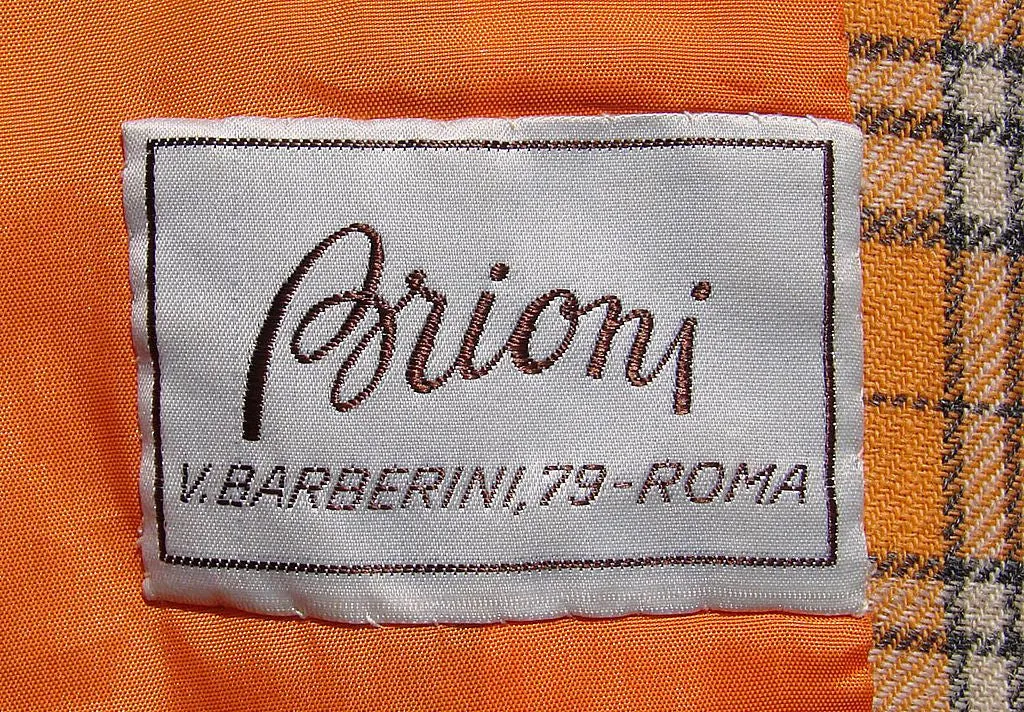 Brioni
V. BARBERINI, 79 - ROMA